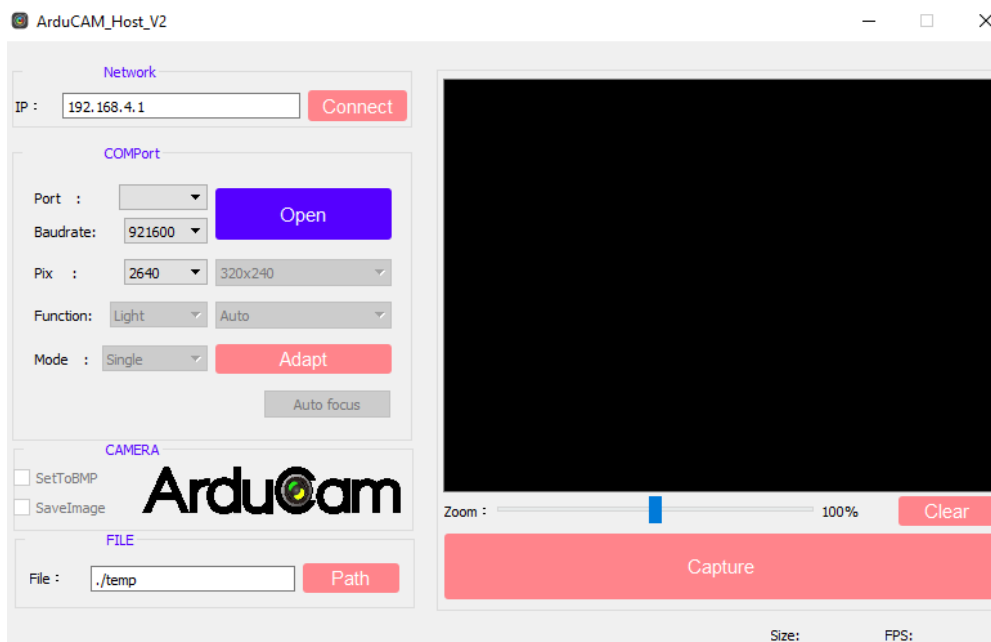 ArduCAM_Host_V2
Network
IP : 192.168.4.1 Connect
COMPort
Port :
Open
Baudrate: 921600
Pix : 2640 320x240
Function: Light Auto
Mode : Single Adapt
Auto focus
CAMERA
SetToBMP
SaveImage
ArduCam
FILE
File : ./temp Path
Zoom : 100% Clear
Capture
Size: FPS: